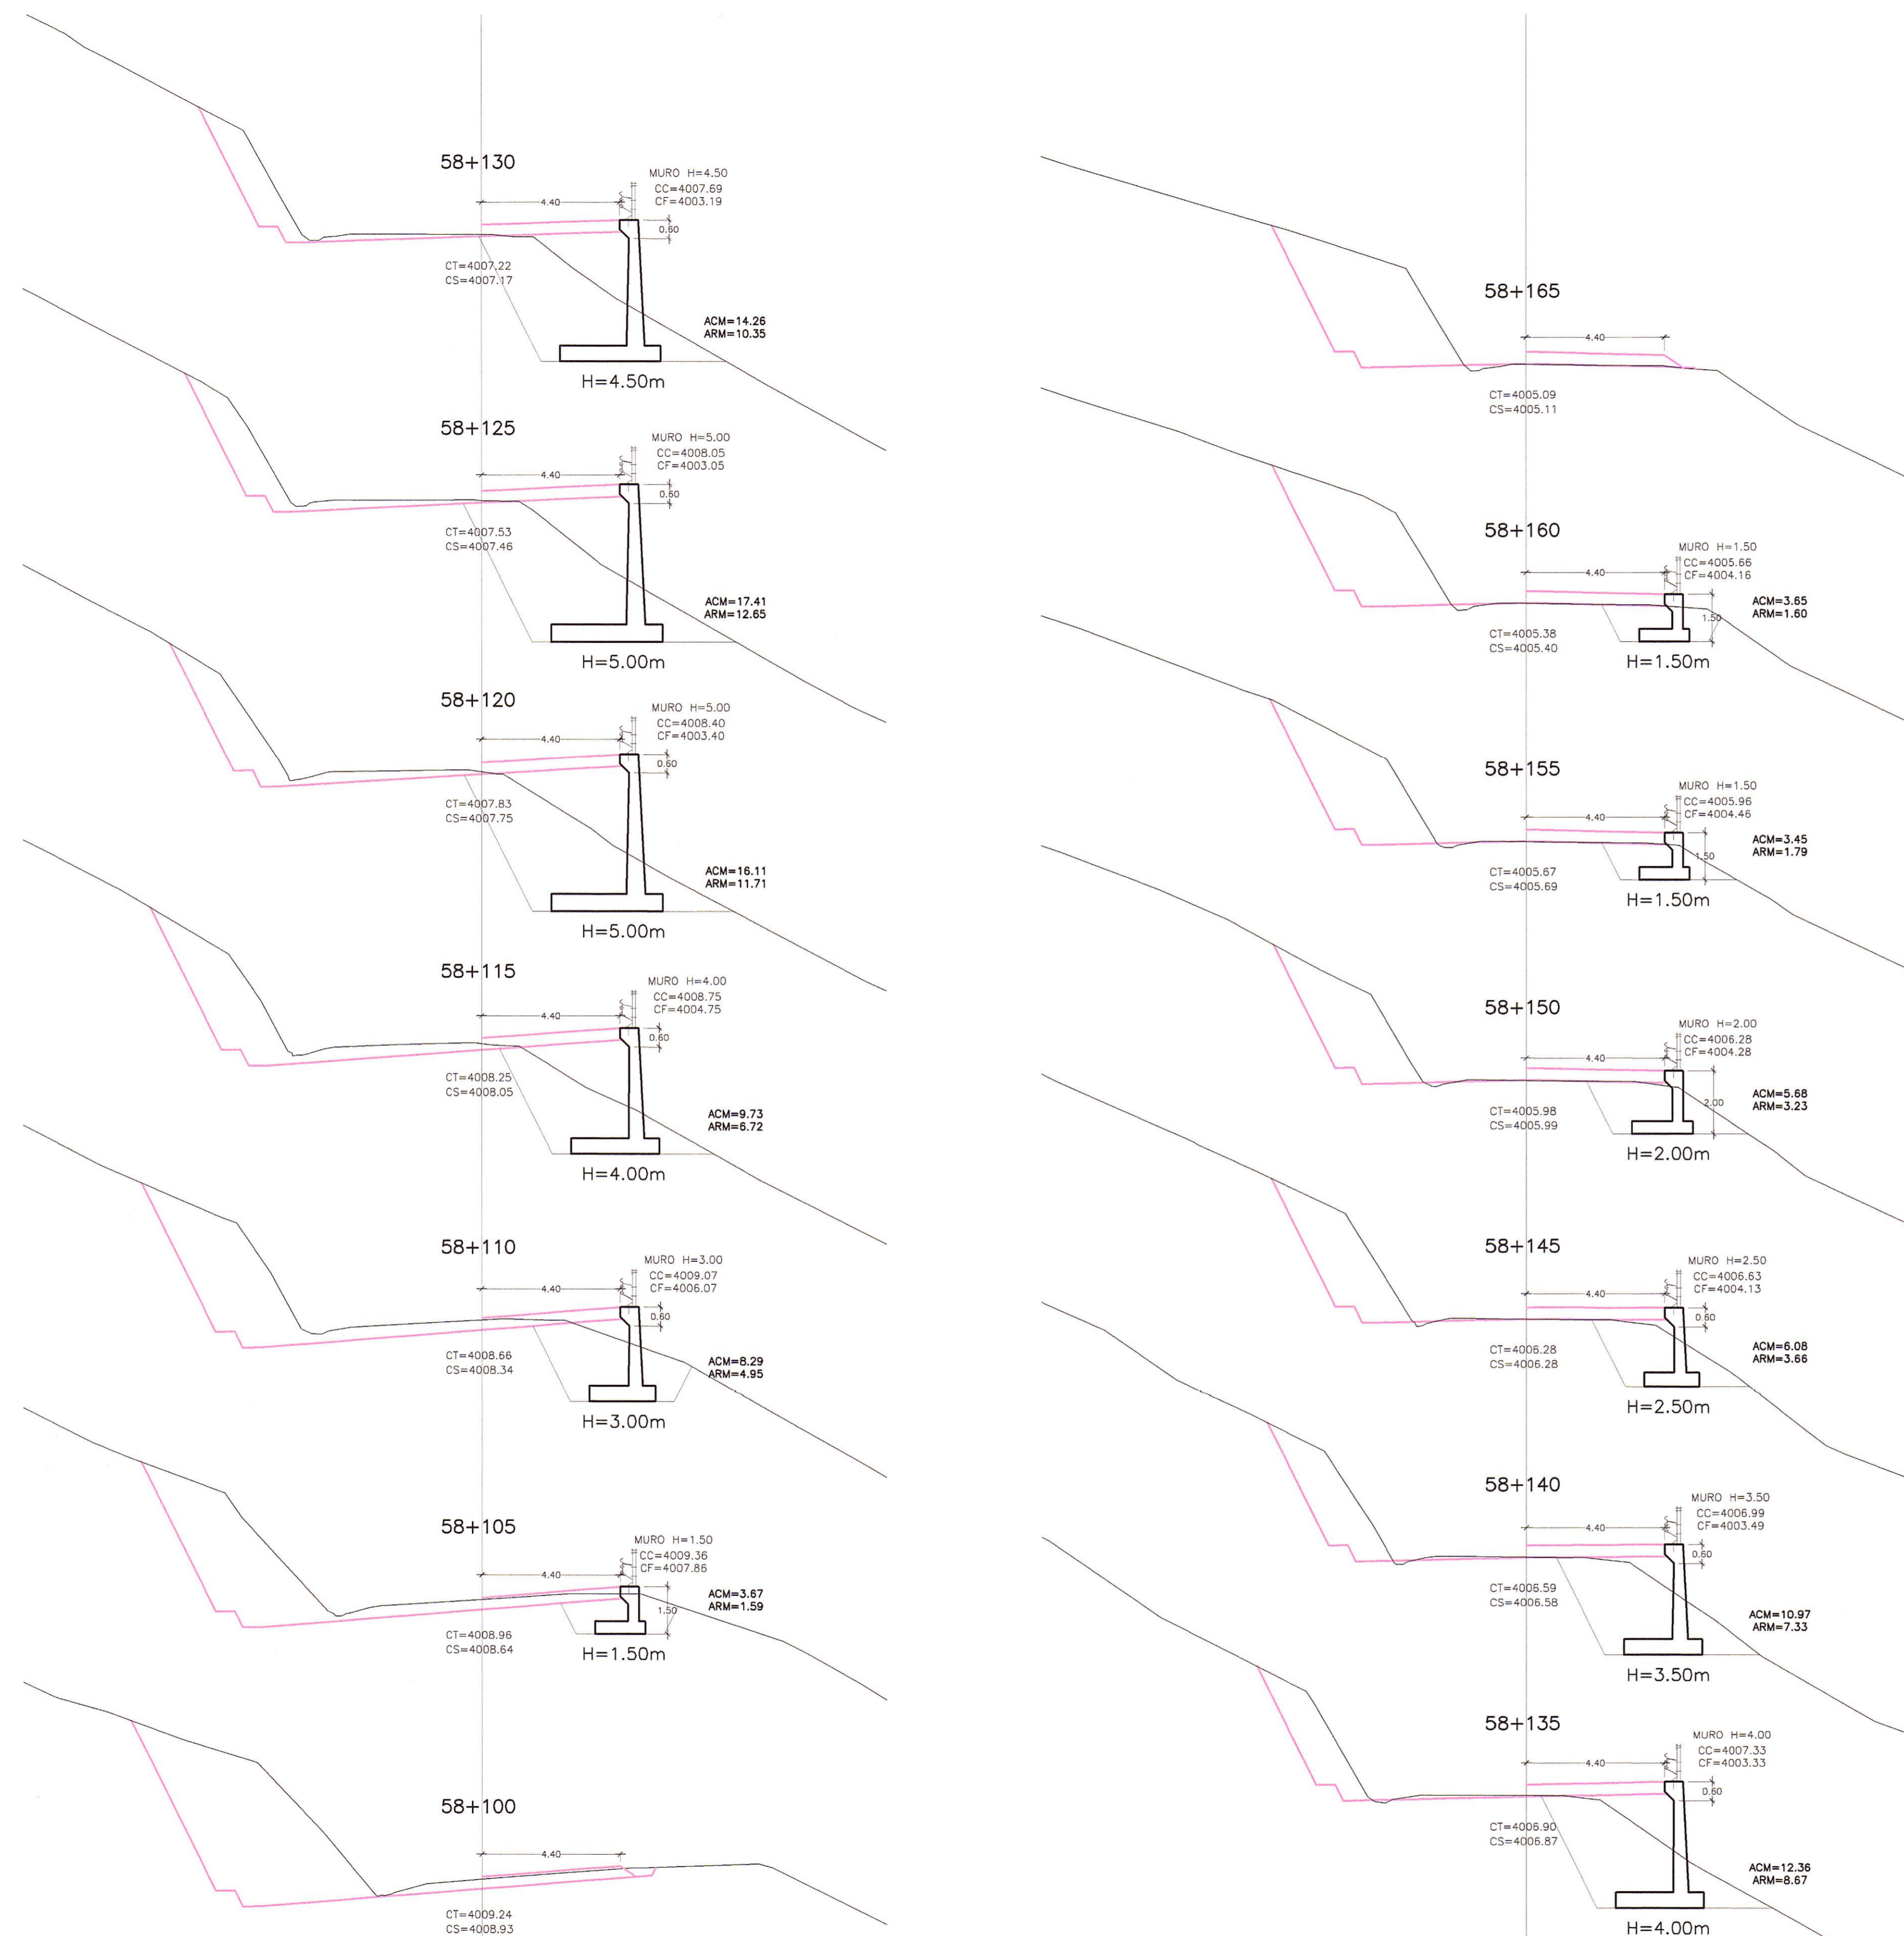 58+130
MURO H=4.50
CC=4007.69
CF=4003.19
4.40
0.60
CT=4007.22
CS=4007.17
ACM=14.26
ARM=10.35
H=4.50m
58+125
MURO H=5.00
CC=4008.05
CF=4003.05
4.40
0.60
CT=4007.53
CS=4007.46
ACM=17.41
ARM=12.65
H=5.00m
58+120
MURO H=5.00
CC=4008.40
CF=4003.40
4.40
0.60
CT=4007.83
CS=4007.75
ACM=16.11
ARM=11.71
H=5.00m
58+115
MURO H=4.00
CC=4008.75
CF=4004.75
4.40
0.60
CT=4008.25
CS=4008.05
ACM=9.73
ARM=6.72
H=4.00m
58+110
MURO H=3.00
CC=4009.07
CF=4006.07
4.40
0.60
CT=4008.66
CS=4008.34
ACM=8.29
ARM=4.95
H=3.00m
58+105
MURO H=1.50
CC=4009.36
CF=4007.86
4.40
ACM=3.67
ARM=1.59
1.50
CT=4008.96
CS=4008.64
H=1.50m
58+100
4.40
CT=4009.24
CS=4008.93
58+165
4.40
CT=4005.09
CS=4005.11
58+160
MURO H=1.50
CC=4005.66
CF=4004.16
4.40
ACM=3.65
ARM=1.60
1.50
CT=4005.38
CS=4005.40
H=1.50m
58+155
MURO H=1.50
CC=4005.96
CF=4004.46
4.40
ACM=3.45
ARM=1.79
1.50
CT=4005.67
CS=4005.69
H=1.50m
58+150
MURO H=2.00
CC=4006.28
CF=4004.28
4.40
ACM=5.68
ARM=3.23
2.00
CT=4005.98
CS=4005.99
H=2.00m
58+145
MURO H=2.50
CC=4006.63
CF=4004.13
4.40
0.60
CT=4006.28
CS=4006.28
ACM=6.08
ARM=3.66
H=2.50m
58+140
MURO H=3.50
CC=4006.99
CF=4003.49
4.40
0.60
CT=4006.59
CS=4006.58
ACM=10.97
ARM=7.33
H=3.50m
58+135
MURO H=4.00
CC=4007.33
CF=4003.33
4.40
0.60
CT=4006.90
CS=4006.87
ACM=12.36
ARM=8.67
H=4.00m